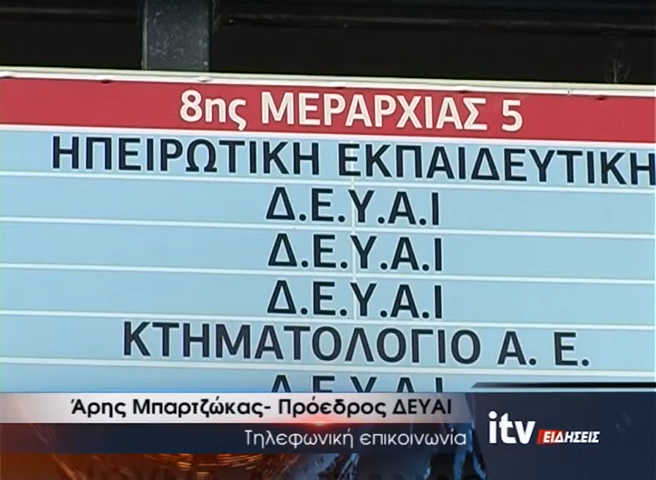 8ης ΜΕΡΑΡΧΙΑΣ 5
ΗΠΕΙΡΩΤΙΚΗ ΕΚΠΑΙΔΕΥΤΙΚΗ
Δ.Ε.Υ.Α.Ι
Δ.Ε.Υ.Α.Ι
Δ.Ε.Υ.Α.Ι
ΚΤΗΜΑΤΟΛΟΓΙΟ Α. Ε.
Δ.Ε.Υ.Α.Ι
Άρης Μπαρτζώκας- Πρόεδρος ΔΕΥΑΙ
Τηλεφωνική επικοινωνία
itv ΕΙΔΗΣΕΙΣ